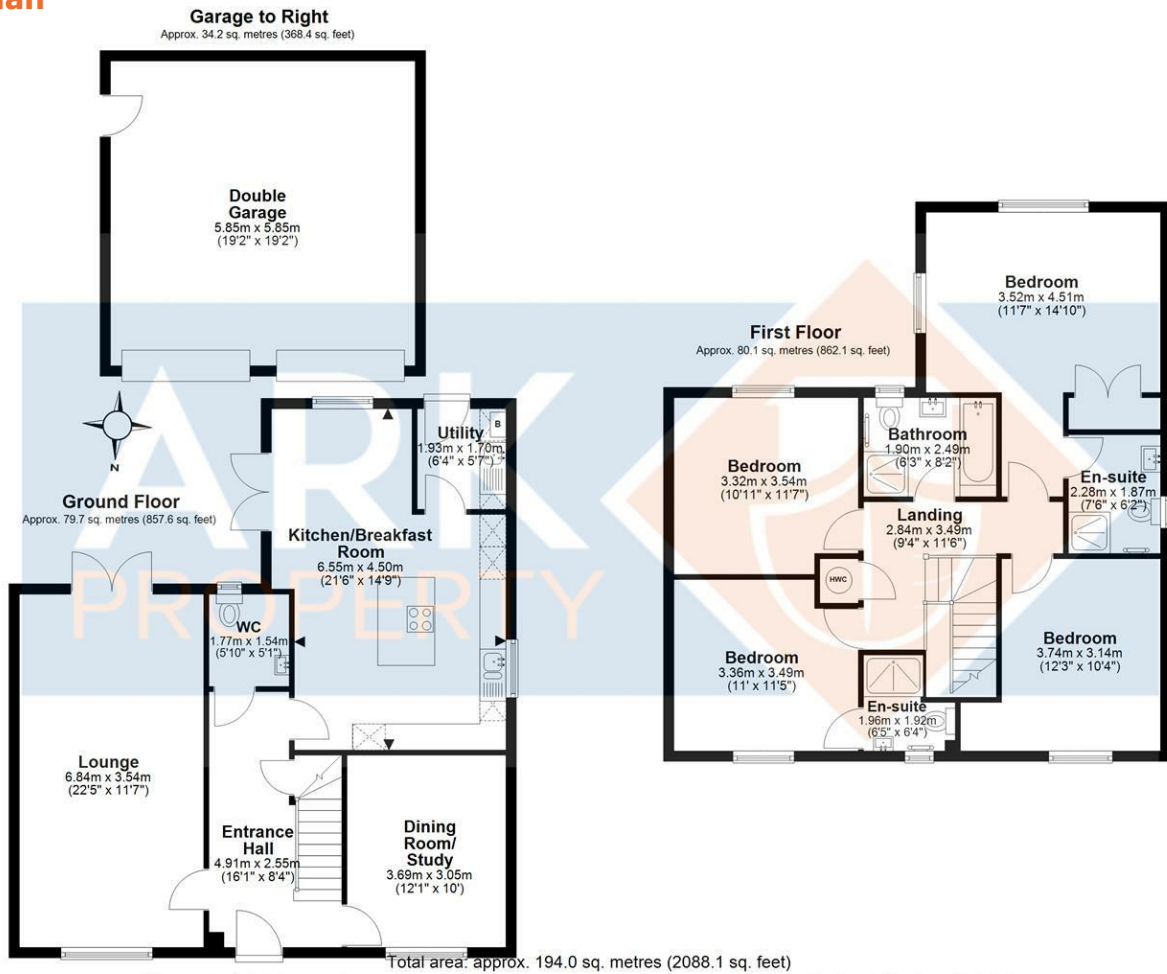 Garage to Right
Approx. 34.2 sq. metres (368.4 sq. feet)
Double
Garage
5.85m x 5.85m
(19'2" x 19'2")
N
Ground Floor
Approx. 79.7 sq. metres (857.6 sq. feet)
Utility
1.93m x 1.70m
(6'4" x 5'7")
B
Kitchen/Breakfast
Room
6.55m x 4.50m
(21'6" x 14'9")
WC
1.77m x 1.54m
(5'10" x 5'1")
Lounge
6.84m x 3.54m
(22'5" x 11'7")
Entrance
Hall
4.91m x 2.55m
(16'1" x 8'4")
Dining
Room/
Study
3.69m x 3.05m
(12'1" x 10')
First Floor
Approx. 80.1 sq. metres (862.1 sq. feet)
Bedroom
3.52m x 4.51m
(11'7" x 14'10")
Bedroom
3.32m x 3.54m
(10'11" x 11'7")
Bathroom
1.90m x 2.49m
(6'3" x 8'2")
En-suite
2.28m x 1.87m
(7'6" x 6'2")
Landing
2.84m x 3.49m
(9'4" x 11'6")
HWC
Bedroom
3.36m x 3.49m
(11' x 11'5")
En-suite
1.96m x 1.92m
(6'5" x 6'4")
Bedroom
3.74m x 3.14m
(12'3" x 10'4")
Total area: approx. 194.0 sq. metres (2088.1 sq. feet)
ARK
PROPERTY